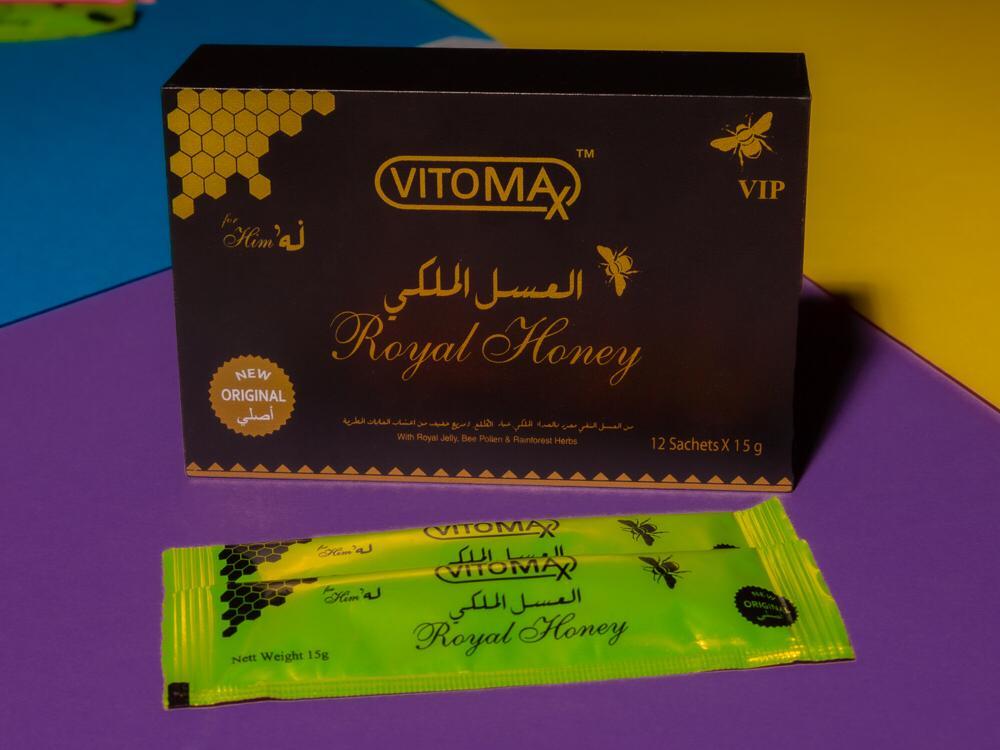 VITOMAX™
VIP
for Him له
العسل الملكي
Royal Honey
NEW
ORIGINAL
أصلي
With Royal Jelly, Bee Pollen & Rainforest Herbs
12 Sachets X 15 g
VITOMAX
for Him له
العسل
VITOMAX
for Him له
العسل الملكي
Royal Honey
NEW
ORIGINAL
Nett Weight 15g